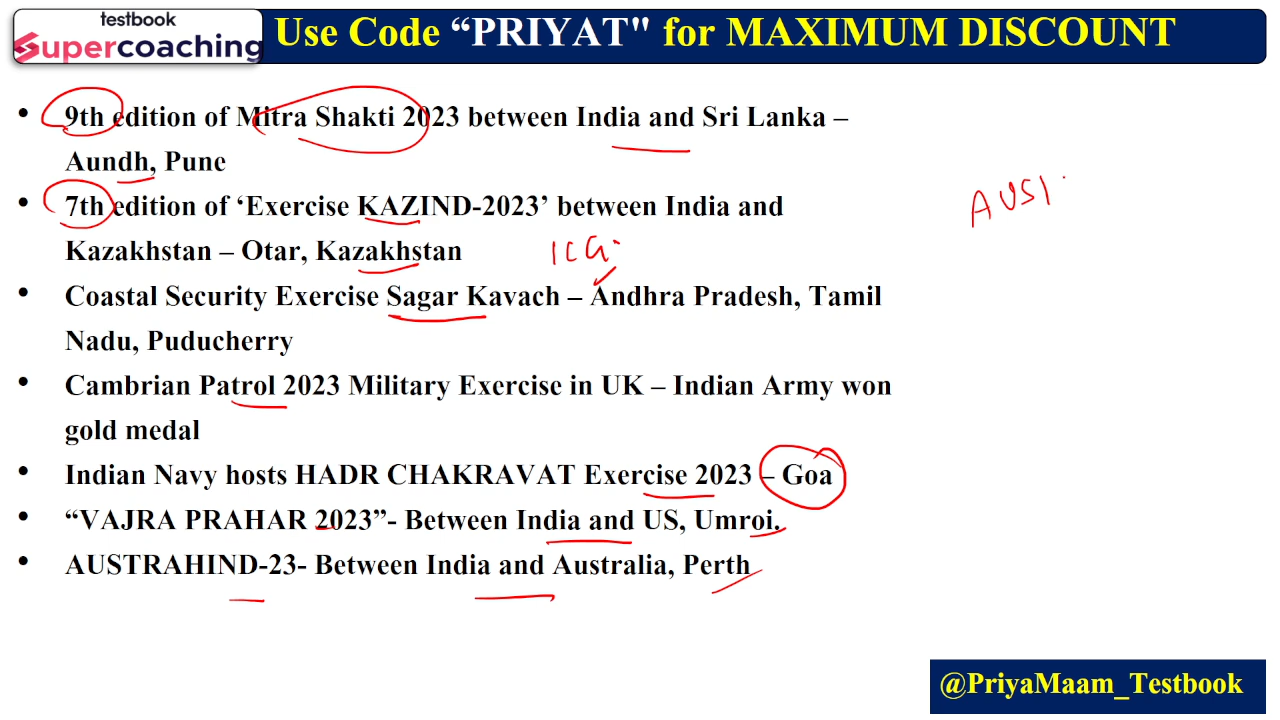 testbook
Supercoaching
Use Code “PRIYAT" for MAXIMUM DISCOUNT
• 9th edition of Mitra Shakti 2023 between India and Sri Lanka –
Aundh, Pune
• 7th edition of ‘Exercise KAZIND-2023’ between India and
Kazakhstan – Otar, Kazakhstan
AUSI
ICG
• Coastal Security Exercise Sagar Kavach – Andhra Pradesh, Tamil
Nadu, Puducherry
• Cambrian Patrol 2023 Military Exercise in UK – Indian Army won
gold medal
• Indian Navy hosts HADR CHAKRAVAT Exercise 2023 – Goa
• “VAJRA PRAHAR 2023”- Between India and US, Umroi.
• AUSTRAHIND-23- Between India and Australia, Perth
@PriyaMaam_Testbook